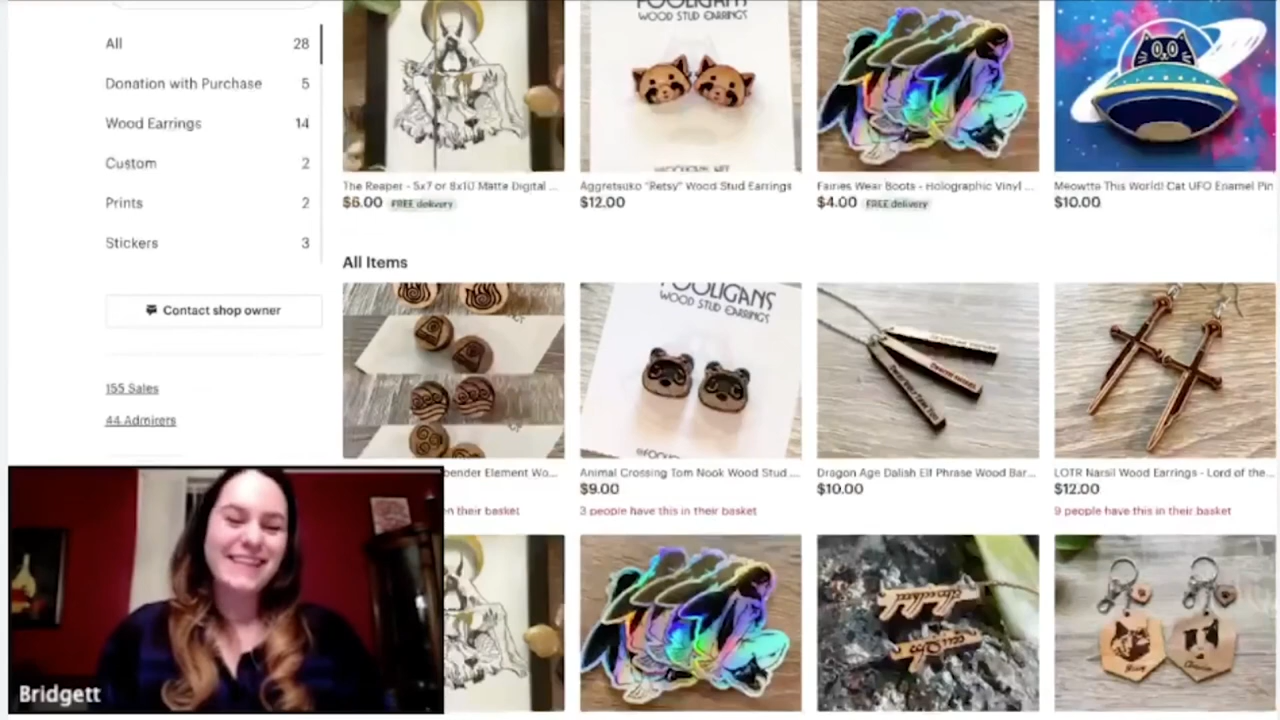 All 28
Donation with Purchase 5
Wood Earrings 14
Custom 2
Prints 2
Stickers 3
Contact shop owner
155 Sales
44 Admirers
FOOLIGANS
WOOD STUD EARRINGS
The Reaper - 5x7 or 8x10 Matte Digital ...
$6.00 FREE delivery
Aggretsuko "Retsy" Wood Stud Earrings
$12.00
Fairies Wear Boots - Holographic Vinyl ...
$4.00 FREE delivery
Meowtta This World! Cat UFO Enamel Pin
$10.00
All Items
FOOLIGANS
WOOD STUD EARRINGS
bender Element Wo...
en their basket
Animal Crossing Tom Nook Wood Stud ...
$9.00
3 people have this in their basket
Dragon Age Dalish Elf Phrase Wood Bar...
$10.00
LOTR Narsil Wood Earrings - Lord of the...
$12.00
9 people have this in their basket
Bridgett